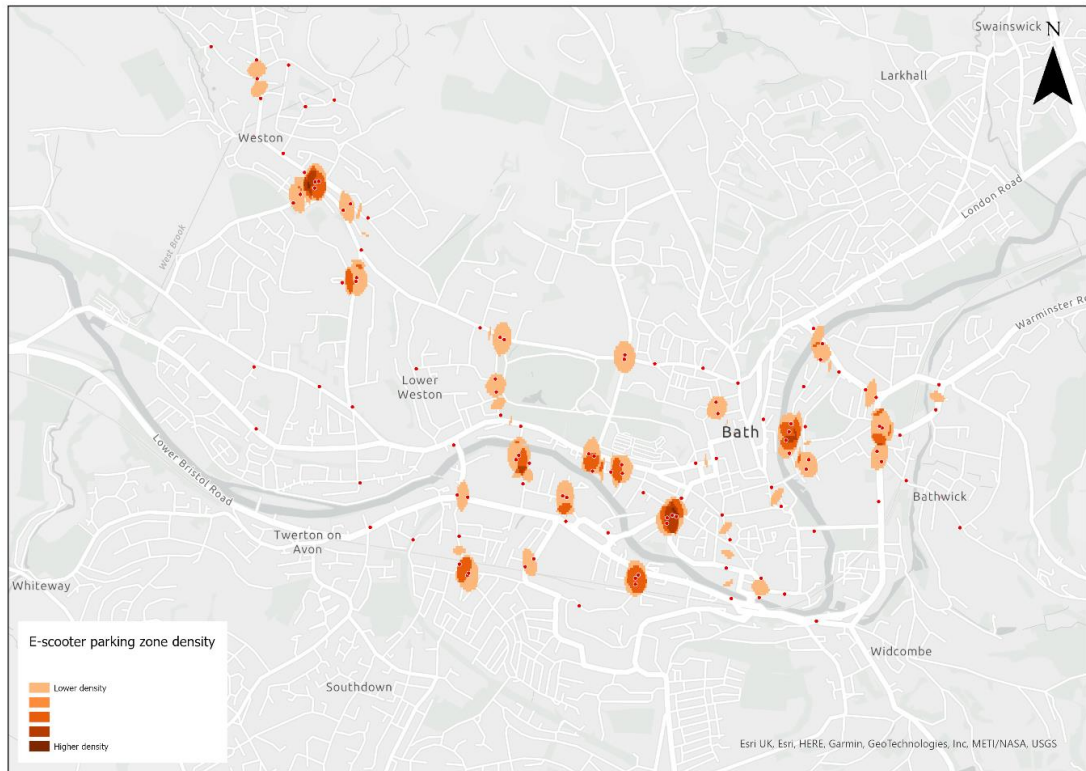 Swainswick
N
Larkhall
Weston
London Road
West Brook
Warminster Ro
Lower
Weston
Bath
Lower Bristol Road
Bathwick
Twerton on
Avon
Whiteway
E-scooter parking zone density
Lower density
Higher density
Widcombe
Southdown
Esri UK, Esri, HERE, Garmin, GeoTechnologies, Inc, METI/NASA, USGS